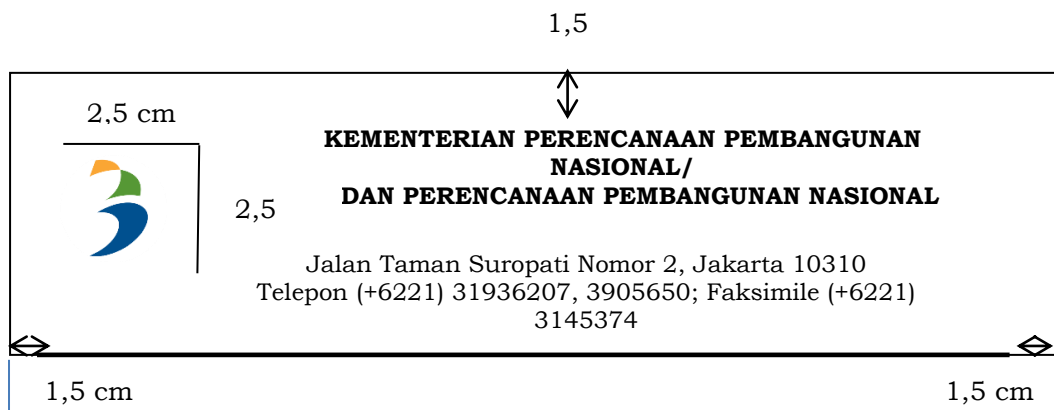 1,5
2,5 cm
KEMENTERIAN PERENCANAAN PEMBANGUNAN
NASIONAL/
DAN PERENCANAAN PEMBANGUNAN NASIONAL
2,5
Jalan Taman Suropati Nomor 2, Jakarta 10310
Telepon (+6221) 31936207, 3905650; Faksimile (+6221)
3145374
1,5 cm
1,5 cm